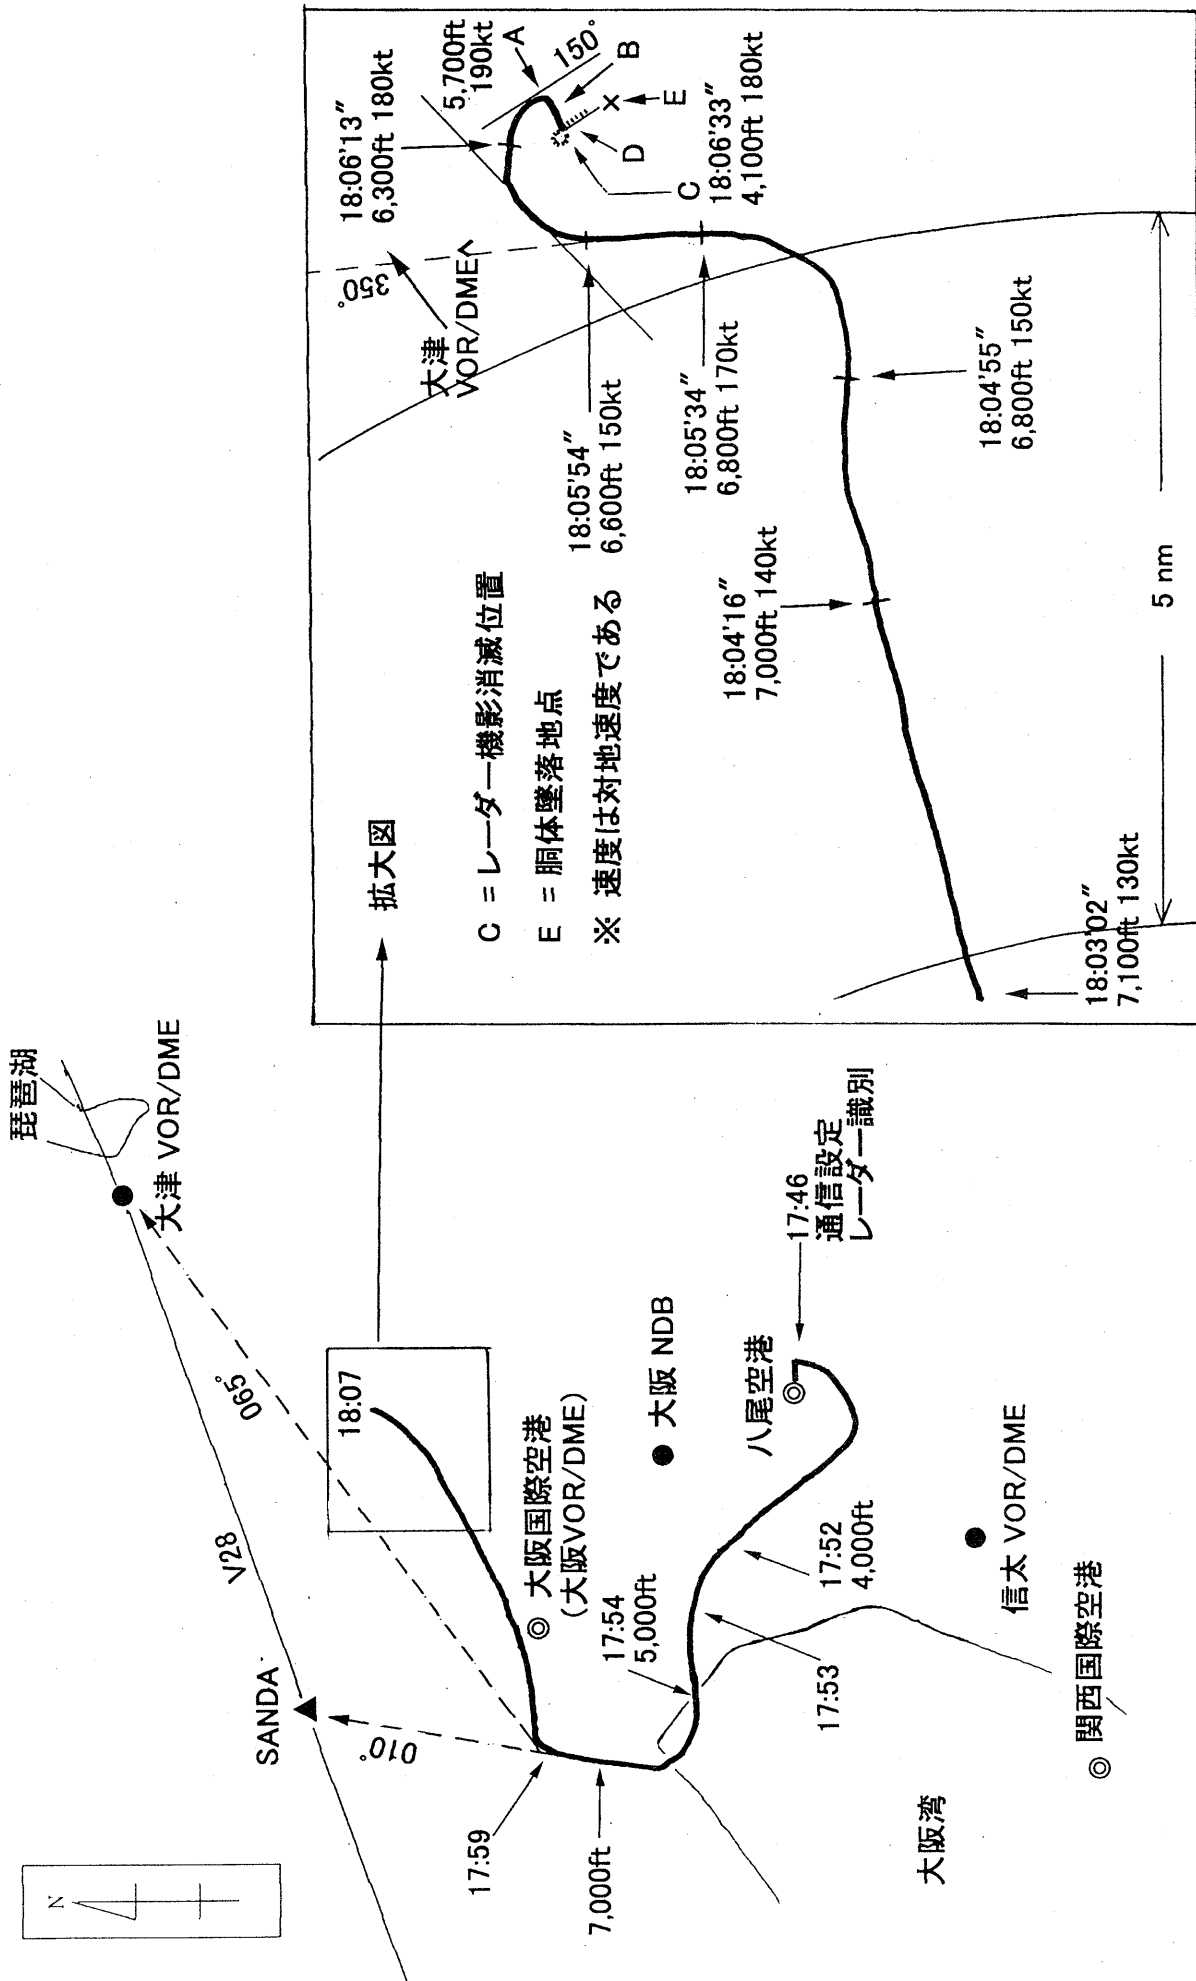 N
琵琶湖
大津 VOR/DME
V28
065°
SANDA
010°
18:07
17:59
7,000ft
大阪国際空港
(大阪VOR/DME)
17:54
5,000ft
大阪 NDB
八尾空港
17:46
通信設定
レーダー識別
17:52
4,000ft
17:53
信太 VOR/DME
関西国際空港
大阪湾
拡大図
C = レーダー機影消滅位置
E = 胴体墜落地点
※ 速度は対地速度である
18:03'02"
7,100ft 130kt
18:04'16"
7,000ft 140kt
18:04'55"
6,800ft 150kt
18:05'34"
6,800ft 170kt
18:05'54"
6,600ft 150kt
大津
VOR/DMEへ
350°
18:06'13"
6,300ft 180kt
5,700ft
190kt
A
150°
B
E
D
C
18:06'33"
4,100ft 180kt
5 nm